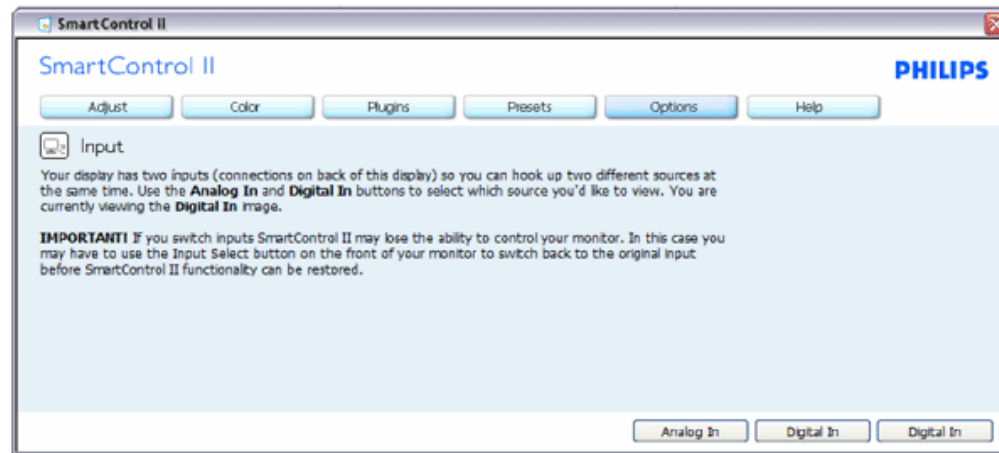 SmartControl II
SmartControl II
PHILIPS
Adjust
Color
Plugins
Presets
Options
Help
Input
Your display has two inputs (connections on back of this display) so you can hook up two different sources at
the same time. Use the Analog In and Digital In buttons to select which source you'd like to view. You are
currently viewing the Digital In image.
IMPORTANT! If you switch inputs SmartControl II may lose the ability to control your monitor. In this case you
may have to use the Input Select button on the front of your monitor to switch back to the original input
before SmartControl II functionality can be restored.
Analog In
Digital In
Digital In